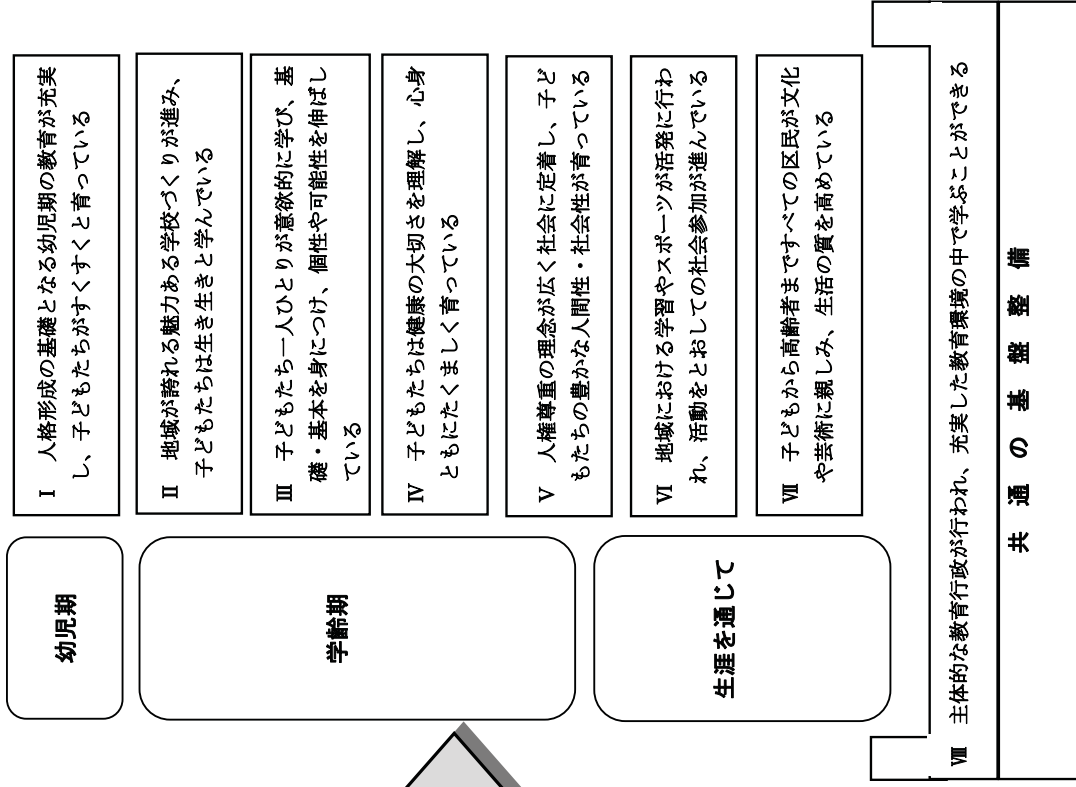 幼児期
Ⅰ 人格形成の基礎となる幼児期の教育が充実
し、子どもたちがすくすくと育っている
学齢期
Ⅱ 地域が誇れる魅力ある学校づくりが進み、
子どもたちは生き生きと学んでいる
Ⅲ 子どもたち一人ひとりが意欲的に学び、基
礎・基本を身につけ、個性や可能性を伸ばし
ている
Ⅳ 子どもたちは健康の大切さを理解し、心身
ともにたくましく育っている
Ⅴ 人権尊重の理念が広く社会に定着し、子ど
もたちの豊かな人間性・社会性が育っている
生涯を通じて
Ⅵ 地域における学習やスポーツが活発に行わ
れ、活動をとおしての社会参加が進んでいる
Ⅶ 子どもから高齢者まですべての区民が文化
や芸術に親しみ、生活の質を高めている
Ⅷ 主体的な教育行政が行われ、充実した教育環境の中で学ぶことができる
共通の基盤整備